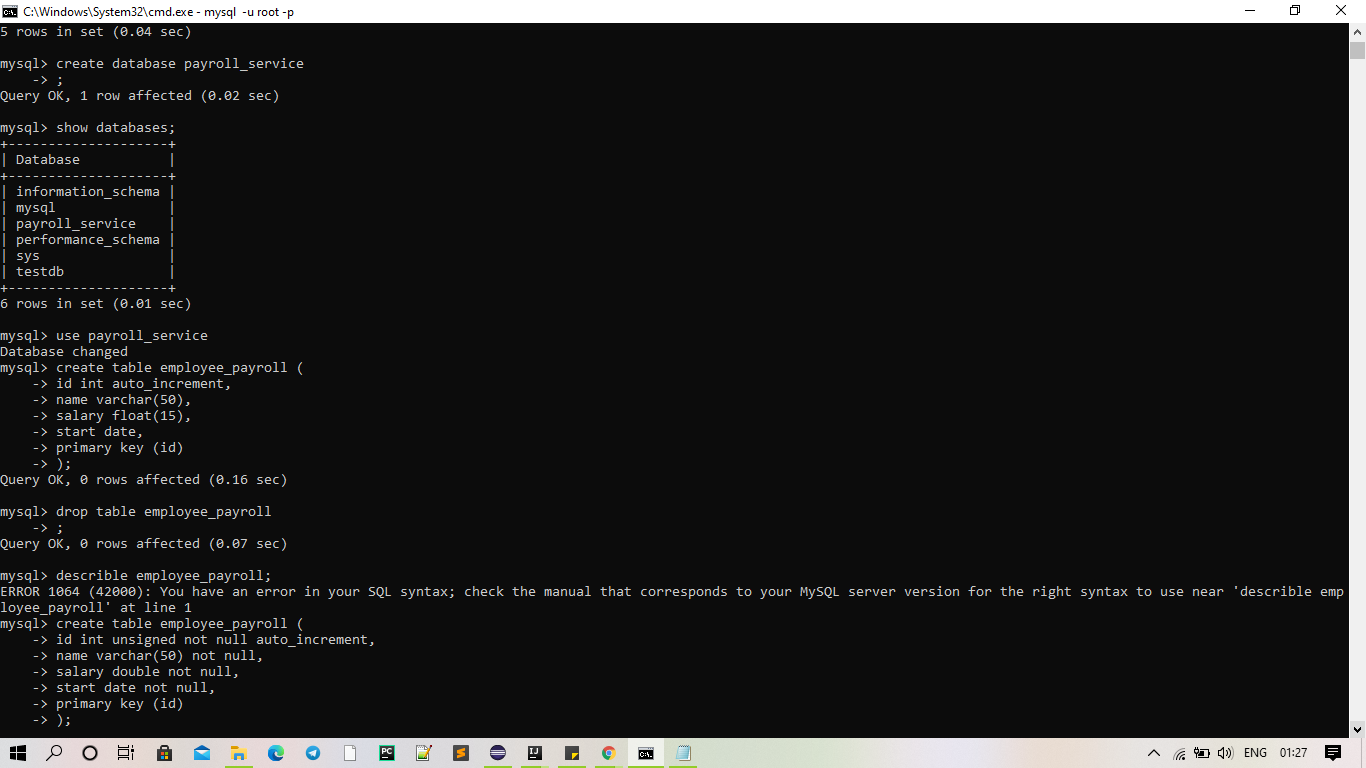 C:\Windows\System32\cmd.exe - mysql  -u root -p
5 rows in set (0.04 sec)
mysql> create database payroll_service
    -> ;
Query OK, 1 row affected (0.02 sec)
mysql> show databases;
+--------------------+
| Database           |
+--------------------+
| information_schema |
| mysql              |
| payroll_service    |
| performance_schema |
| sys                |
| testdb             |
+--------------------+
6 rows in set (0.01 sec)
mysql> use payroll_service
Database changed
mysql> create table employee_payroll (
    -> id int auto_increment,
    -> name varchar(50),
    -> salary float(15),
    -> start date,
    -> primary key (id)
    -> );
Query OK, 0 rows affected (0.16 sec)
mysql> drop table employee_payroll
    -> ;
Query OK, 0 rows affected (0.07 sec)
mysql> describle employee_payroll;
ERROR 1064 (42000): You have an error in your SQL syntax; check the manual that corresponds to your MySQL server version for the right syntax to use near 'describle emp
loyee_payroll' at line 1
mysql> create table employee_payroll (
    -> id int unsigned not null auto_increment,
    -> name varchar(50) not null,
    -> salary double not null,
    -> start date not null,
    -> primary key (id)
    -> );
PC IJ C:\. ENG 01:27